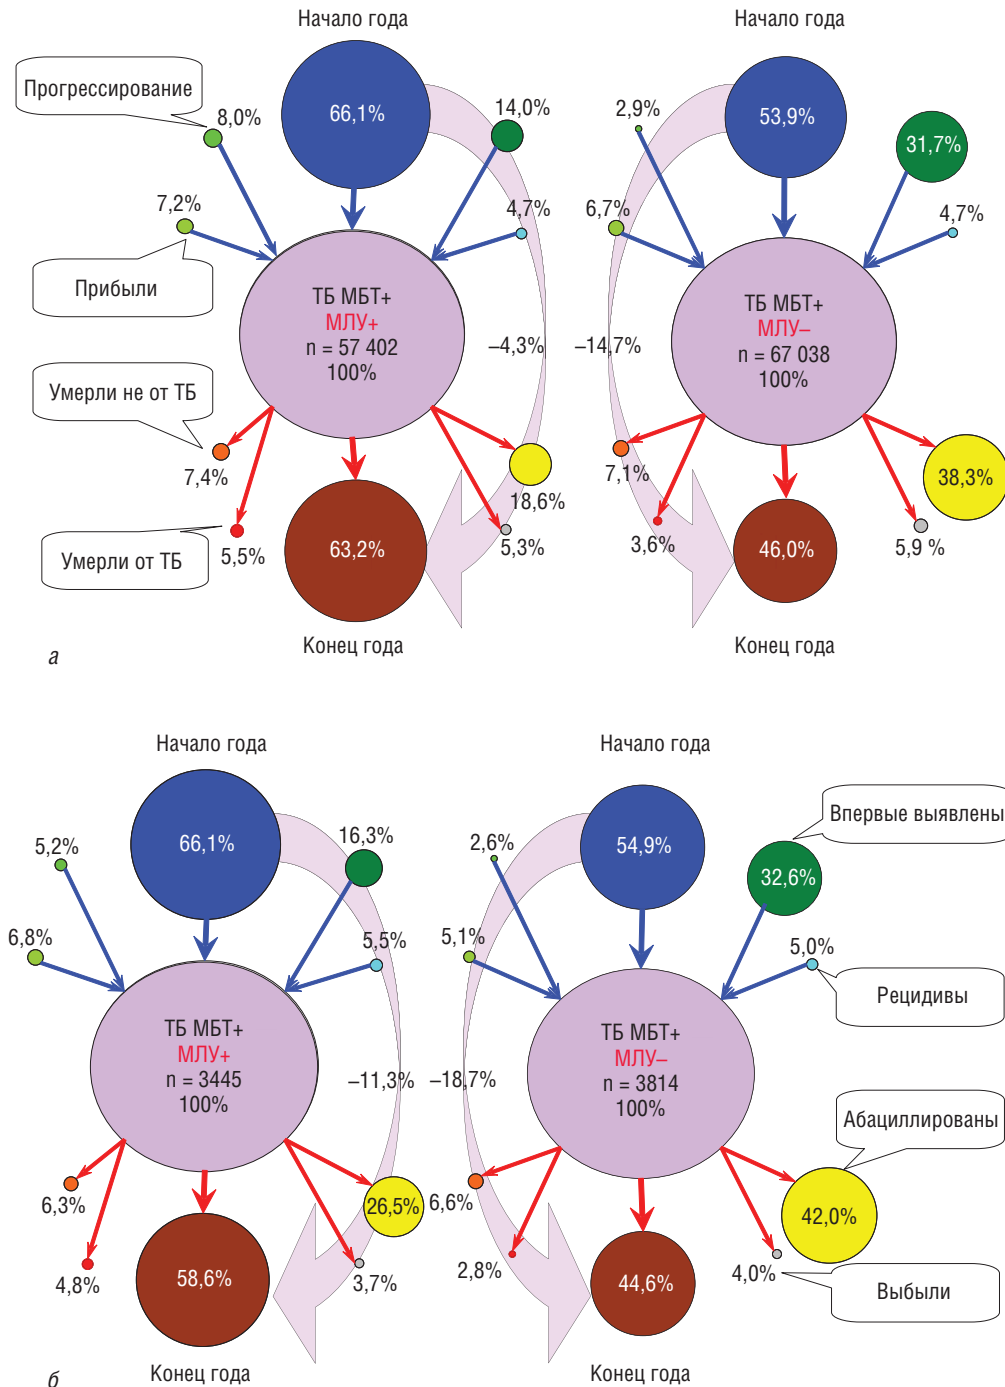 Начало года
Начало года
Прогрессирование
8,0%
66,1%
14,0%
2,9%
53,9%
31,7%
7,2%
4,7%
6,7%
4,7%
Прибыли
ТБ МБТ+
МЛУ+
n = 57 402
100%
–4,3%
–14,7%
ТБ МБТ+
МЛУ–
n = 67 038
100%
Умерли не от ТБ
7,4%
18,6%
7,1%
38,3%
Умерли от ТБ
5,5%
63,2%
5,3%
3,6%
46,0%
5,9 %
Конец года
Конец года
а
Начало года
Начало года
5,2%
66,1%
16,3%
2,6%
54,9%
32,6%
Впервые выявлены
6,8%
5,5%
5,1%
5,0%
Рецидивы
ТБ МБТ+
МЛУ+
n = 3445
100%
–11,3%
–18,7%
ТБ МБТ+
МЛУ–
n = 3814
100%
Абациллированы
6,3%
26,5%
6,6%
42,0%
4,8%
58,6%
3,7%
2,8%
44,6%
4,0%
Выбыли
Конец года
Конец года
б